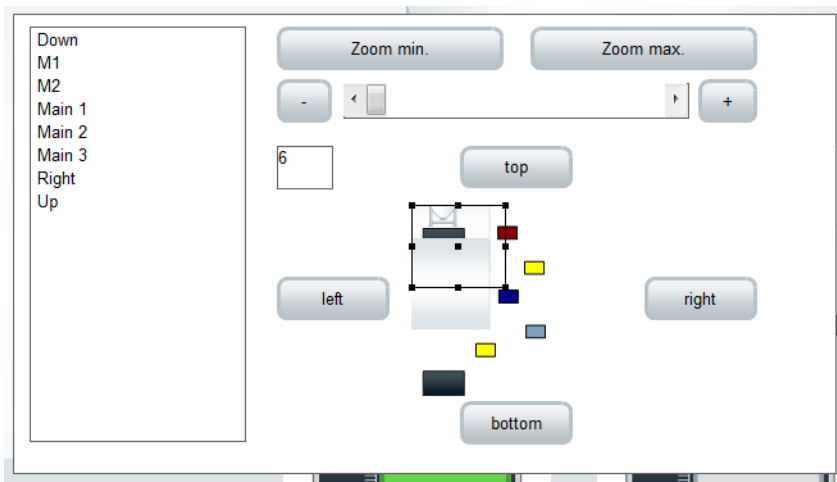 Down
M1
M2
Main 1
Main 2
Main 3
Right
Up
Zoom min.
Zoom max.
-
+
6
top
left
right
bottom